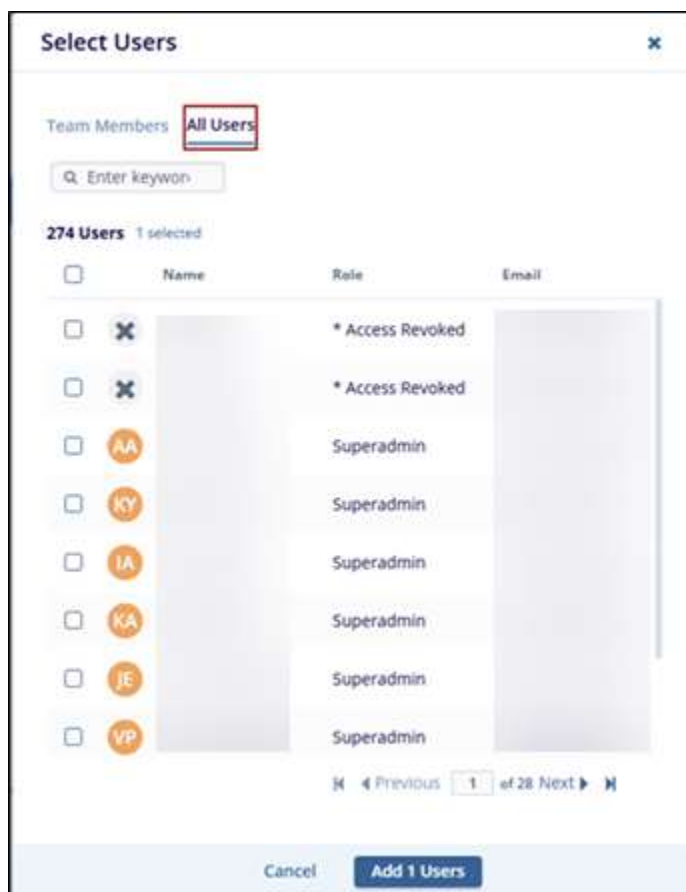 Select Users
Team Members All Users
Enter keywor
274 Users 1 selected
Name Role Email
* Access Revoked
* Access Revoked
AA Superadmin
KY Superadmin
IA Superadmin
KA Superadmin
JE Superadmin
VP Superadmin
Previous 1 of 28 Next
Cancel Add 1 Users